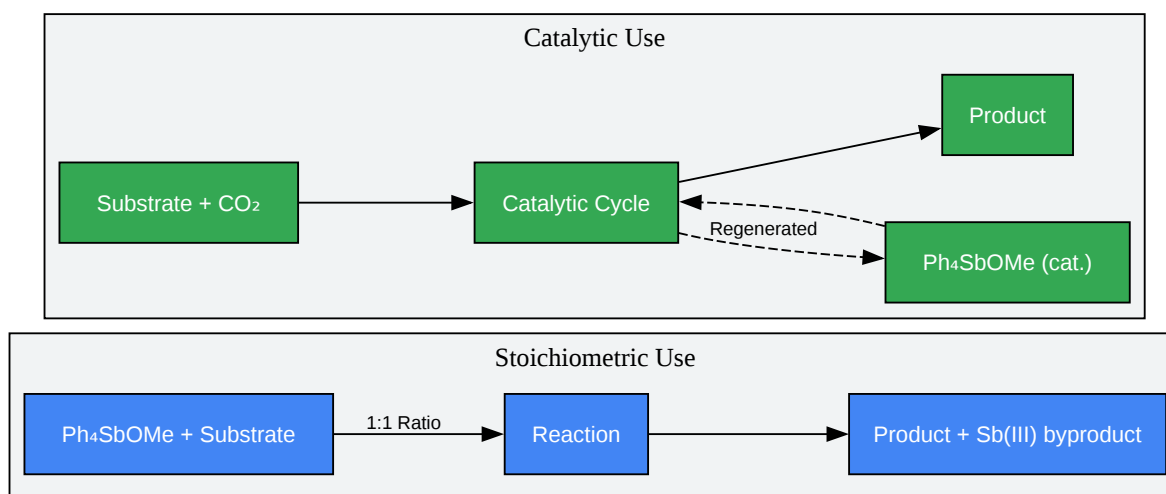 Catalytic Use
Product
Substrate + CO₂
Catalytic Cycle
Regenerated
Ph₄SbOMe (cat.)
Stoichiometric Use
Ph₄SbOMe + Substrate
1:1 Ratio
Reaction
Product + Sb(III) byproduct